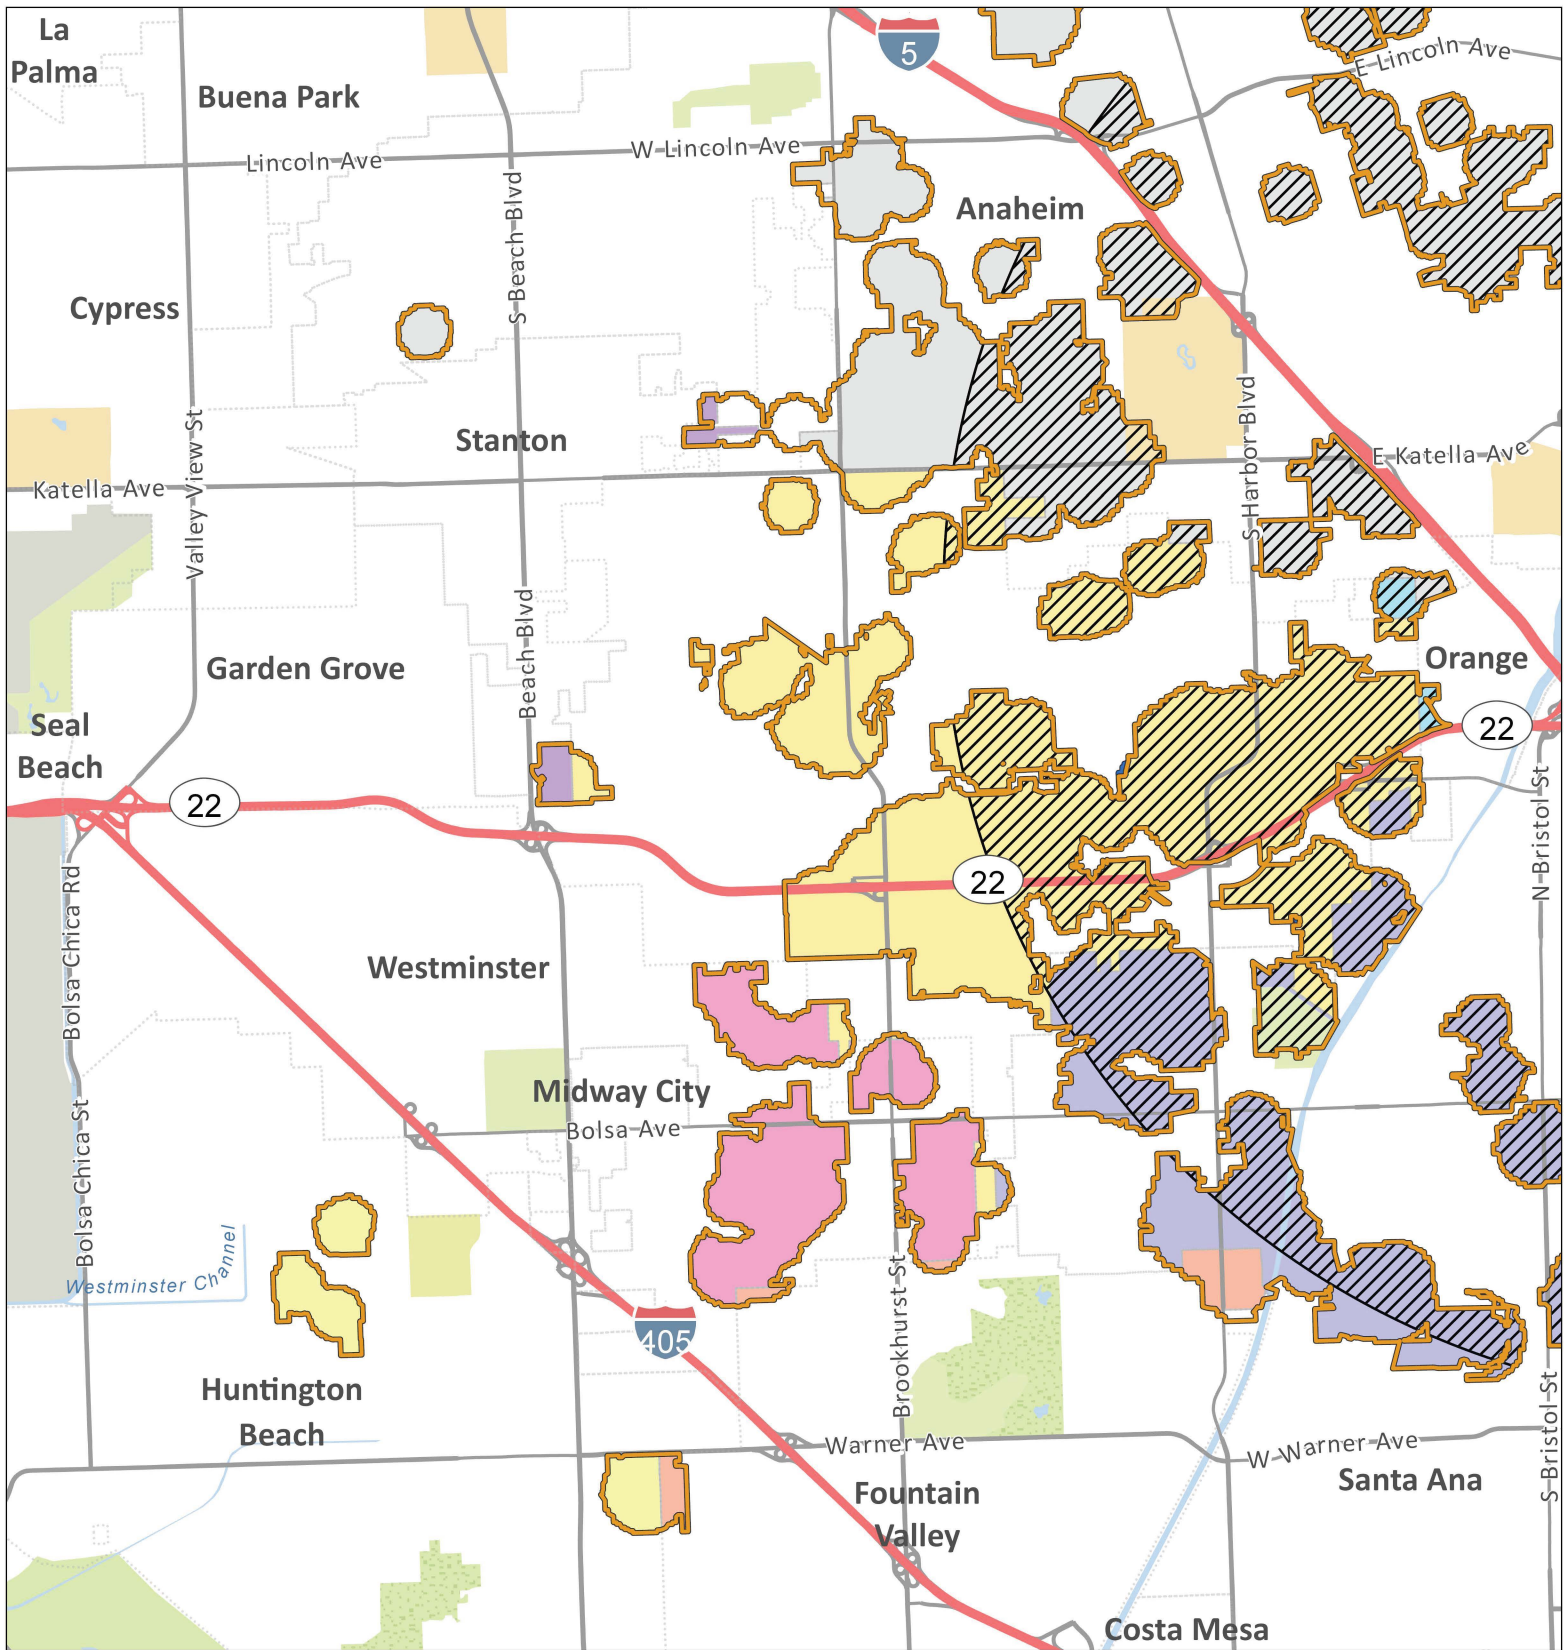 La
Palma
5
E Lincoln Ave
Buena Park
W Lincoln Ave
Lincoln Ave
S Beach Blvd
Anaheim
Cypress
Stanton
S Harbor Blvd
E Katella Ave
Katella Ave
Valley View St
Beach Blvd
Garden Grove
Orange
Seal
Beach
22
22
22
N Bristol St
Bolsa Chica Rd
Westminster
Midway City
Bolsa Ave
Bolsa Chica St
Westminster Channel
405
Brookhurst St
Huntington
Beach
Warner Ave
W Warner Ave
S Bristol St
Santa Ana
Fountain
Valley
Costa Mesa